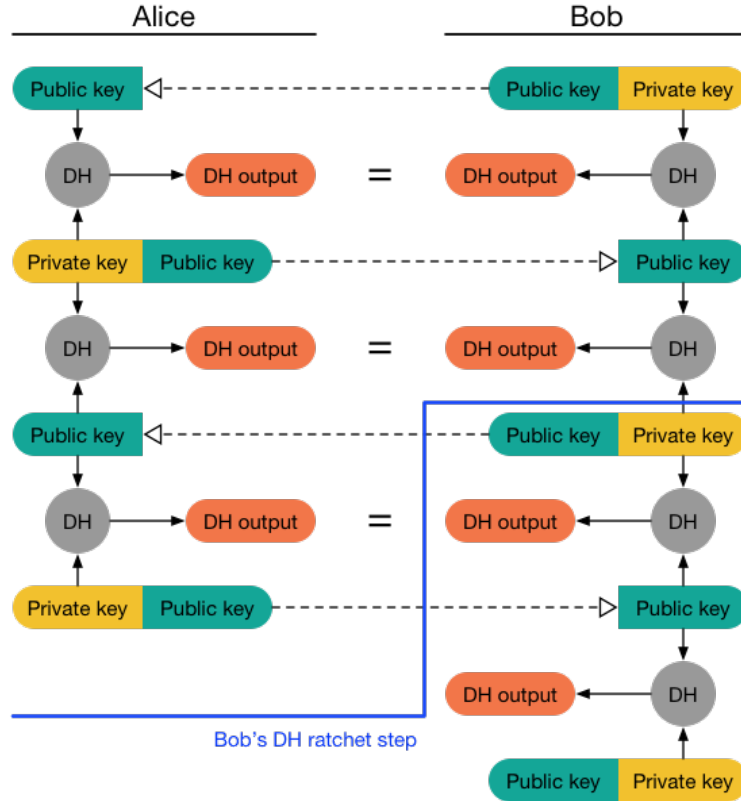 Alice Bob
Public key Public key Private key
DH DH output = DH output DH
Private key Public key Public key
DH DH output = DH output DH
Public key Public key Private key
DH DH output = DH output DH
Private key Public key Public key
DH output DH
Bob's DH ratchet step
Public key Private key